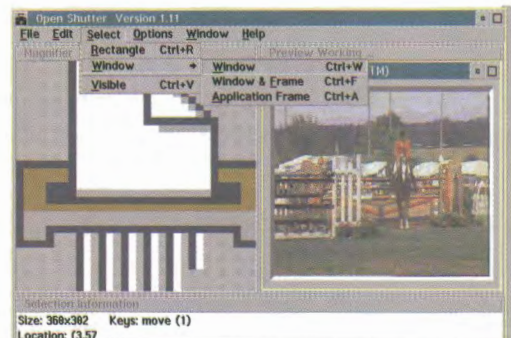 Open Shutter Version 1.11
File Edit Select Options Window Help
Magnifier
Preview Working ...
Rectangle Ctrl+R
Window
Visible Ctrl+V
Window Ctrl+W
Window & Frame Ctrl+F
Application Frame Ctrl+A
Selection Information
Size: 360x302 Keys: move (1)
Location: (3,57